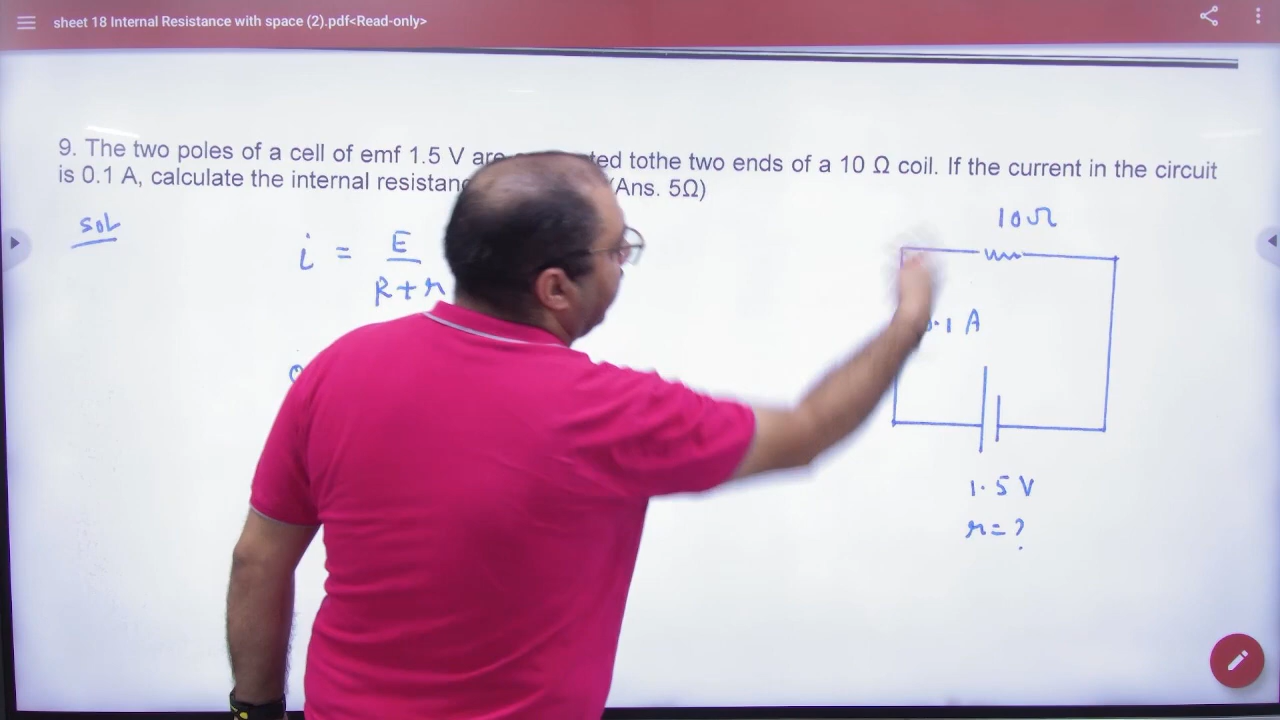 sheet 18 Internal Resistance with space (2).pdf<Read-only>
9. The two poles of a cell of emf 1.5 V are tothe two ends of a 10 Ω coil. If the current in the circuit
is 0.1 A, calculate the internal (Ans. 5Ω)
Sol
i = E
R+r
10Ω
0.1 A
1.5 V
r=?